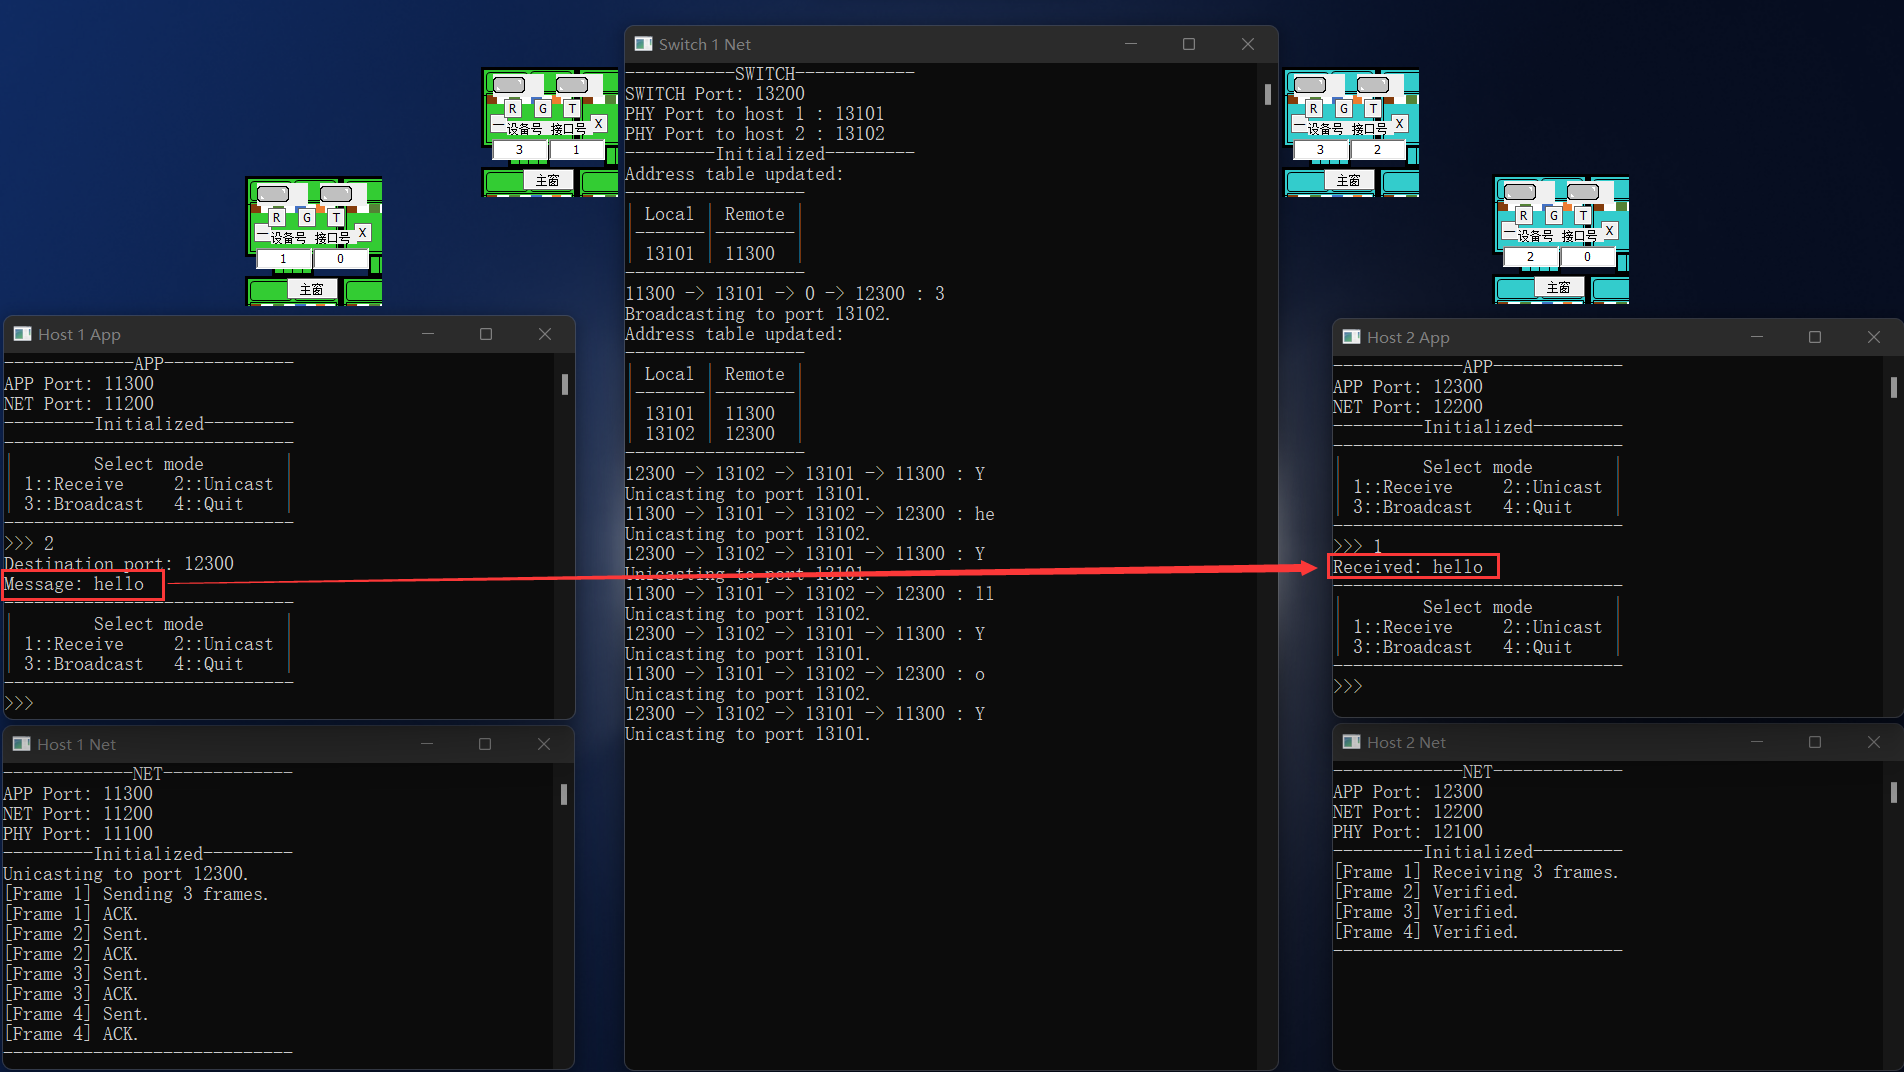 R G T
一 设备号 接口号 X
3 1
主窗
R G T
一 设备号 接口号 X
1 0
主窗
Host 1 App
-------------APP-------------
APP Port: 11300
NET Port: 11200
---------Initialized---------
-----------------------------
| Select mode |
| 1::Receive 2::Unicast |
| 3::Broadcast 4::Quit |
-----------------------------
>>> 2
Destination port: 12300
Message: hello
-----------------------------
| Select mode |
| 1::Receive 2::Unicast |
| 3::Broadcast 4::Quit |
-----------------------------
>>>
Host 1 Net
-------------NET-------------
APP Port: 11300
NET Port: 11200
PHY Port: 11100
---------Initialized---------
Unicasting to port 12300.
[Frame 1] Sending 3 frames.
[Frame 1] ACK.
[Frame 2] Sent.
[Frame 2] ACK.
[Frame 3] Sent.
[Frame 3] ACK.
[Frame 4] Sent.
[Frame 4] ACK.
-----------------------------
Switch 1 Net
-----------SWITCH------------
SWITCH Port: 13200
PHY Port to host 1 : 13101
PHY Port to host 2 : 13102
---------Initialized---------
Address table updated:
------------------
| Local | Remote |
|-------|--------|
| 13101 | 11300 |
------------------
11300 -> 13101 -> 0 -> 12300 : 3
Broadcasting to port 13102.
Address table updated:
------------------
| Local | Remote |
|-------|--------|
| 13101 | 11300 |
| 13102 | 12300 |
------------------
12300 -> 13102 -> 13101 -> 11300 : Y
Unicasting to port 13101.
11300 -> 13101 -> 13102 -> 12300 : he
Unicasting to port 13102.
12300 -> 13102 -> 13101 -> 11300 : Y
Unicasting to port 13101.
11300 -> 13101 -> 13102 -> 12300 : ll
Unicasting to port 13102.
12300 -> 13102 -> 13101 -> 11300 : Y
Unicasting to port 13101.
11300 -> 13101 -> 13102 -> 12300 : o
Unicasting to port 13102.
12300 -> 13102 -> 13101 -> 11300 : Y
Unicasting to port 13101.
R G T
一 设备号 接口号 X
3 2
主窗
R G T
一 设备号 接口号 X
2 0
主窗
Host 2 App
-------------APP-------------
APP Port: 12300
NET Port: 12200
---------Initialized---------
-----------------------------
| Select mode |
| 1::Receive 2::Unicast |
| 3::Broadcast 4::Quit |
-----------------------------
>>> 1
Received: hello
-----------------------------
| Select mode |
| 1::Receive 2::Unicast |
| 3::Broadcast 4::Quit |
-----------------------------
>>>
Host 2 Net
-------------NET-------------
APP Port: 12300
NET Port: 12200
PHY Port: 12100
---------Initialized---------
[Frame 1] Receiving 3 frames.
[Frame 2] Verified.
[Frame 3] Verified.
[Frame 4] Verified.
-----------------------------